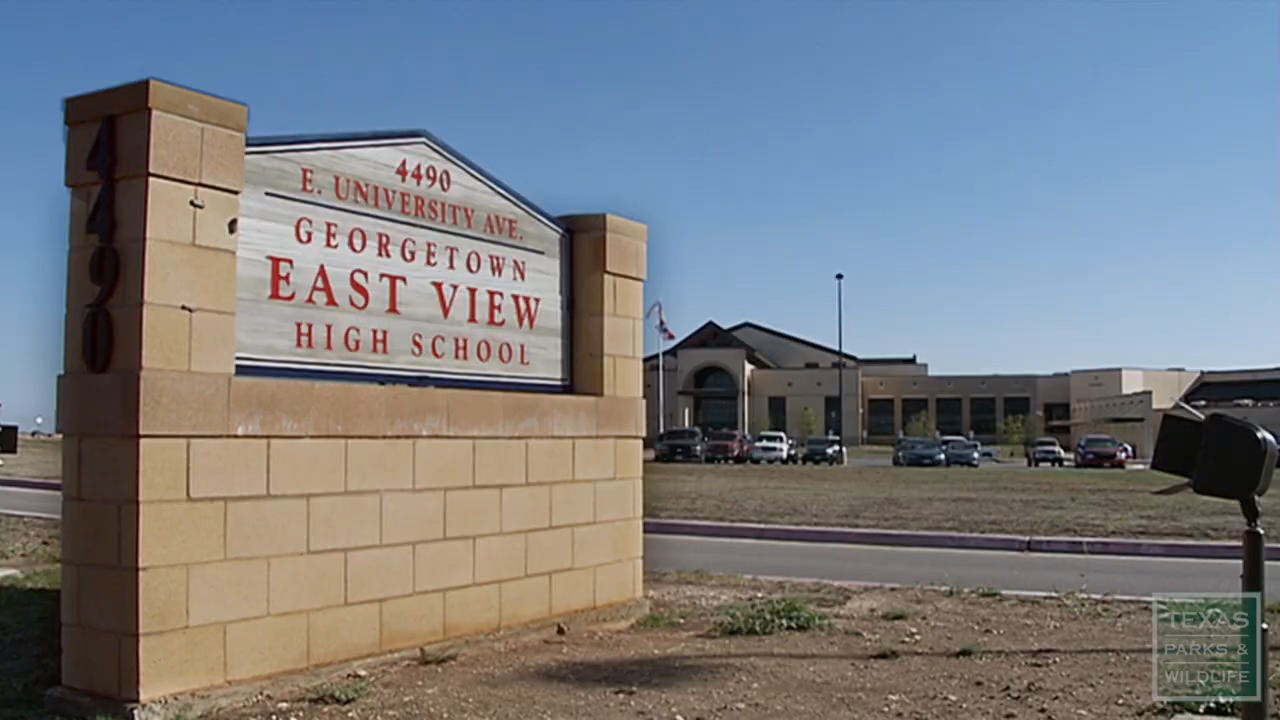 4490
4490
E. UNIVERSITY AVE.
GEORGETOWN
EAST VIEW
HIGH SCHOOL
TEXAS
PARKS &
WILDLIFE